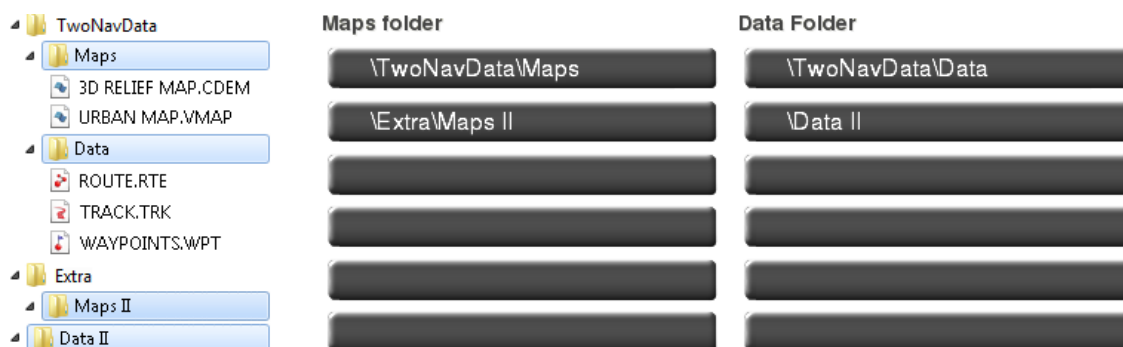 TwoNavData
Maps
3D RELIEF MAP.CDEM
URBAN MAP.VMAP
Data
ROUTE.RTE
TRACK.TRK
WAYPOINTS.WPT
Extra
Maps II
Data II
Maps folder
\TwoNavData\Maps
\Extra\Maps II
Data Folder
\TwoNavData\Data
\Data II